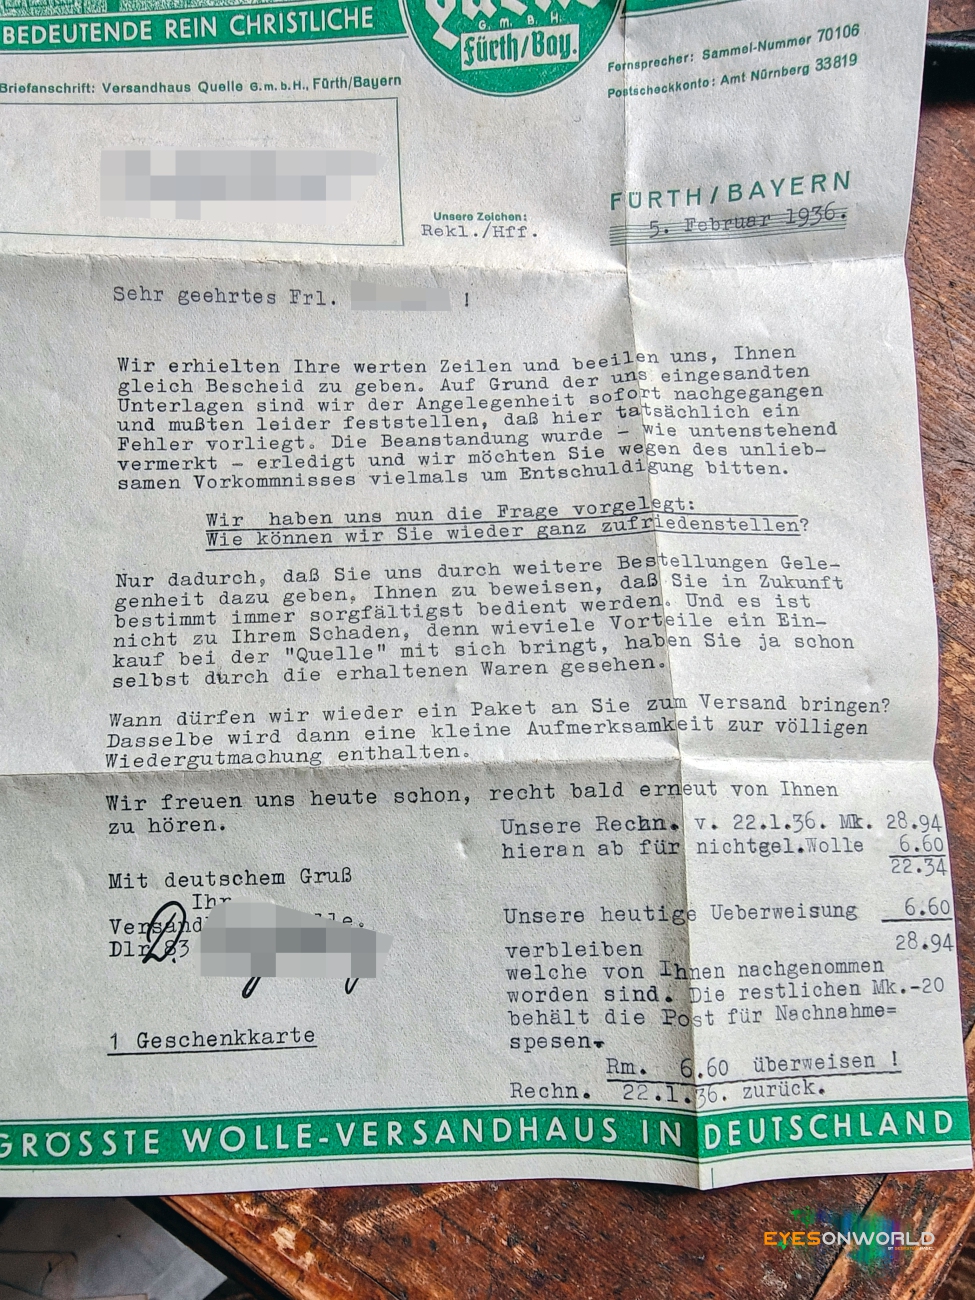 BEDEUTENDE REIN CHRISTLICHE
Quelle
G.m.b.H.
Fürth/Bay.
Fernsprecher: Sammel-Nummer 70106
Postscheckkonto: Amt Nürnberg 33819
Briefanschrift: Versandhaus Quelle G.m.b.H., Fürth/Bayern
FÜRTH/BAYERN
5. Februar 1936.
Unsere Zeichen:
Rekl./Hff.
Sehr geehrtes Frl. !
Wir erhielten Ihre werten Zeilen und beeilen uns, Ihnen
gleich Bescheid zu geben. Auf Grund der uns eingesandten
Unterlagen sind wir der Angelegenheit sofort nachgegangen
und mußten leider feststellen, daß hier tatsächlich ein
Fehler vorliegt. Die Beanstandung wurde - wie untenstehend
vermerkt - erledigt und wir möchten Sie wegen des unlieb-
samen Vorkommnisses vielmals um Entschuldigung bitten.
Wir haben uns nun die Frage vorgelegt:
Wie können wir Sie wieder ganz zufriedenstellen?
Nur dadurch, daß Sie uns durch weitere Bestellungen Gele-
genheit dazu geben, Ihnen zu beweisen, daß Sie in Zukunft
bestimmt immer sorgfältigst bedient werden. Und es ist
nicht zu Ihrem Schaden, denn wieviele Vorteile ein Ein-
kauf bei der "Quelle" mit sich bringt, haben Sie ja schon
selbst durch die erhaltenen Waren gesehen.
Wann dürfen wir wieder ein Paket an Sie zum Versand bringen?
Dasselbe wird dann eine kleine Aufmerksamkeit zur völligen
Wiedergutmachung enthalten.
Wir freuen uns heute schon, recht bald erneut von Ihnen
zu hören.
Mit deutschem Gruß
Ihr
Dlr. 83
1 Geschenkkarte
Unsere Rechn. v. 22.1.36. Mk. 28.94
hieran ab für nichtgel.Wolle 6.60
22.34
Unsere heutige Ueberweisung 6.60
verbleiben 28.94
welche von Ihnen nachgenommen
worden sind. Die restlichen Mk.-20
behält die Post für Nachnahme=
spesen.
Rm. 6.60 überweisen !
Rechn. 22.1.36. zurück.
GRÖSSTE WOLLE-VERSANDHAUS IN DEUTSCHLAND
EYESONWORLD